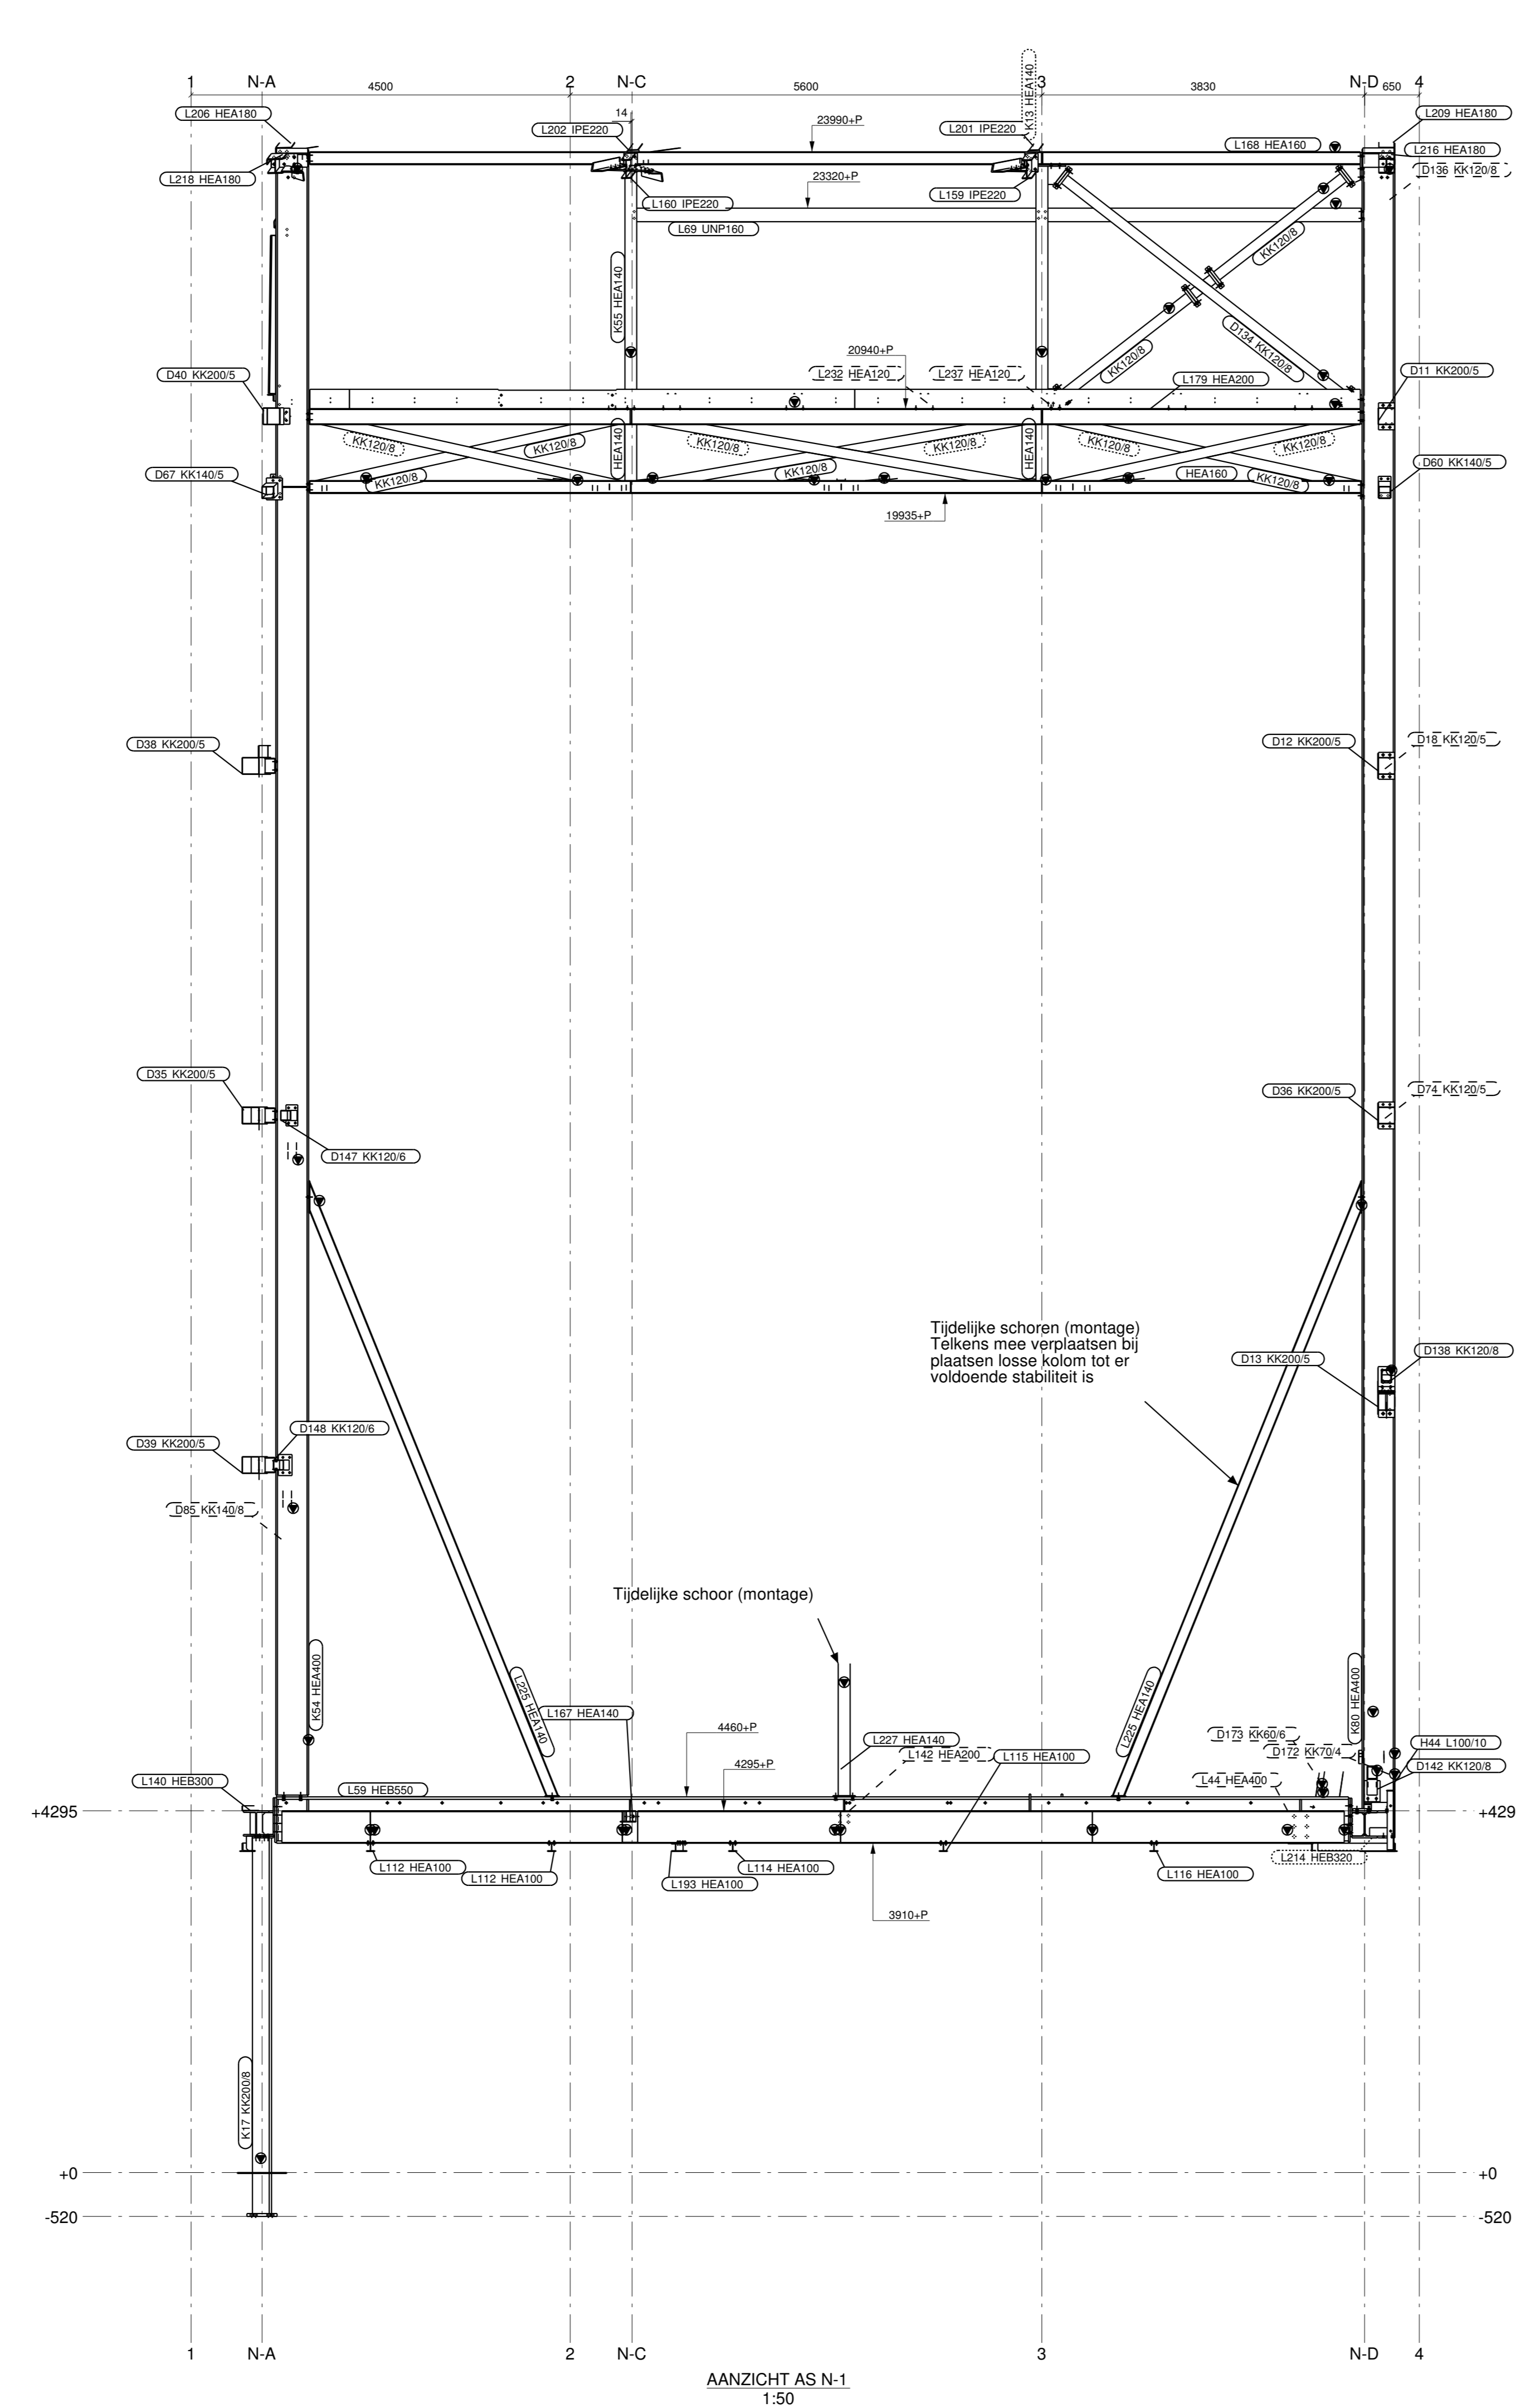 K13 HEA140
1 N-A 2 N-C 3 N-D 4
4500 5600 3830 650
L206 HEA180
14
L202 IPE220
23990+P
L201 IPE220
L168 HEA160
L209 HEA180
L216 HEA180
L218 HEA180
D136 KK120/8
23320+P
L160 IPE220
L159 IPE220
L69 UNP160
KK120/8
K55 HEA140
D134 KK120/8
KK120/8
20940+P
D40 KK200/5
L232 HEA120
L237 HEA120
L179 HEA200
D11 KK200/5
KK120/8
KK120/8
HEA140
KK120/8
KK120/8
HEA140
KK120/8
KK120/8
D67 KK140/5
KK120/8
KK120/8
HEA160
KK120/8
D60 KK140/5
19935+P
D38 KK200/5
D12 KK200/5
D18 KK120/5
D35 KK200/5
D36 KK200/5
D74 KK120/5
D147 KK120/6
Tijdelijke schoren (montage)
Telkens mee verplaatsen bij
plaatsen losse kolom tot er
voldoende stabiliteit is
D13 KK200/5
D138 KK120/8
D148 KK120/6
D39 KK200/5
D85 KK140/8
Tijdelijke schoor (montage)
K54 HEA400
L225 HEA140
L167 HEA140
4460+P
L227 HEA140
L142 HEA200
L115 HEA100
L225 HEA140
K80 HEA400
D173 KK60/6
D172 KK70/4
H44 L100/10
D142 KK120/8
4295+P
L44 HEA400
L140 HEB300
L59 HEB550
+4295 +429
L112 HEA100
L112 HEA100
L193 HEA100
L114 HEA100
L116 HEA100
L214 HEB320
3910+P
K17 KK200/8
+0 +0
-520 -520
1 N-A 2 N-C 3 N-D 4
AANZICHT AS N-1
1:50